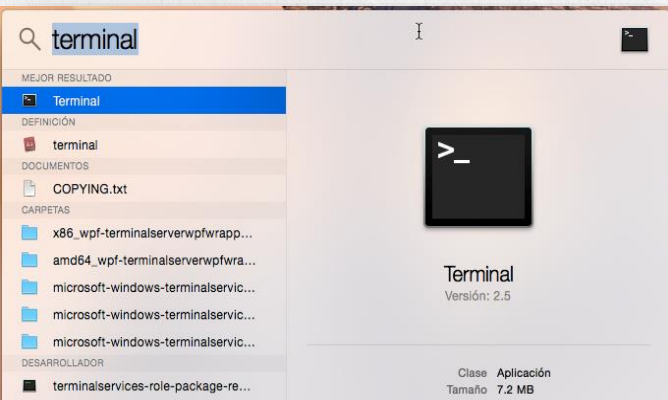 terminal
MEJOR RESULTADO
>_ Terminal
DEFINICIÓN
terminal
DOCUMENTOS
COPYING.txt
CARPETAS
x86_wpf-terminalserverwpfwrapp...
amd64_wpf-terminalserverwpfwra...
microsoft-windows-terminalservic...
microsoft-windows-terminalservic...
microsoft-windows-terminalservic...
DESARROLLADOR
terminalservices-role-package-re...
>_
>_
Terminal
Versión: 2.5
Clase Aplicación
Tamaño 7.2 MB